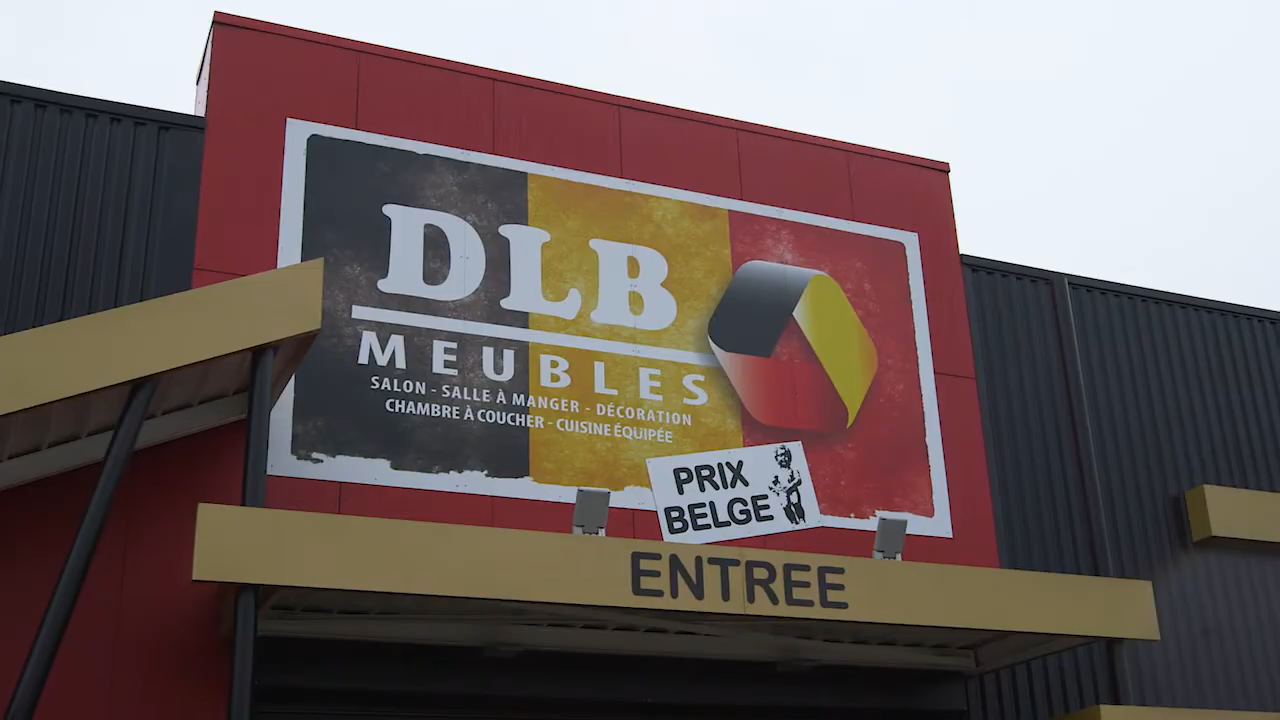 DLB
MEUBLES
SALON - SALLE À MANGER - DÉCORATION
CHAMBRE À COUCHER - CUISINE ÉQUIPÉE
PRIX
BELGE
ENTREE